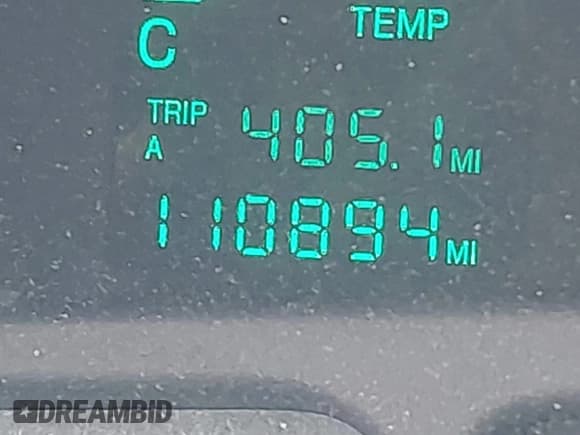 TEMP
C
TRIP
A 405.1 MI
110894 MI
DREAMBID